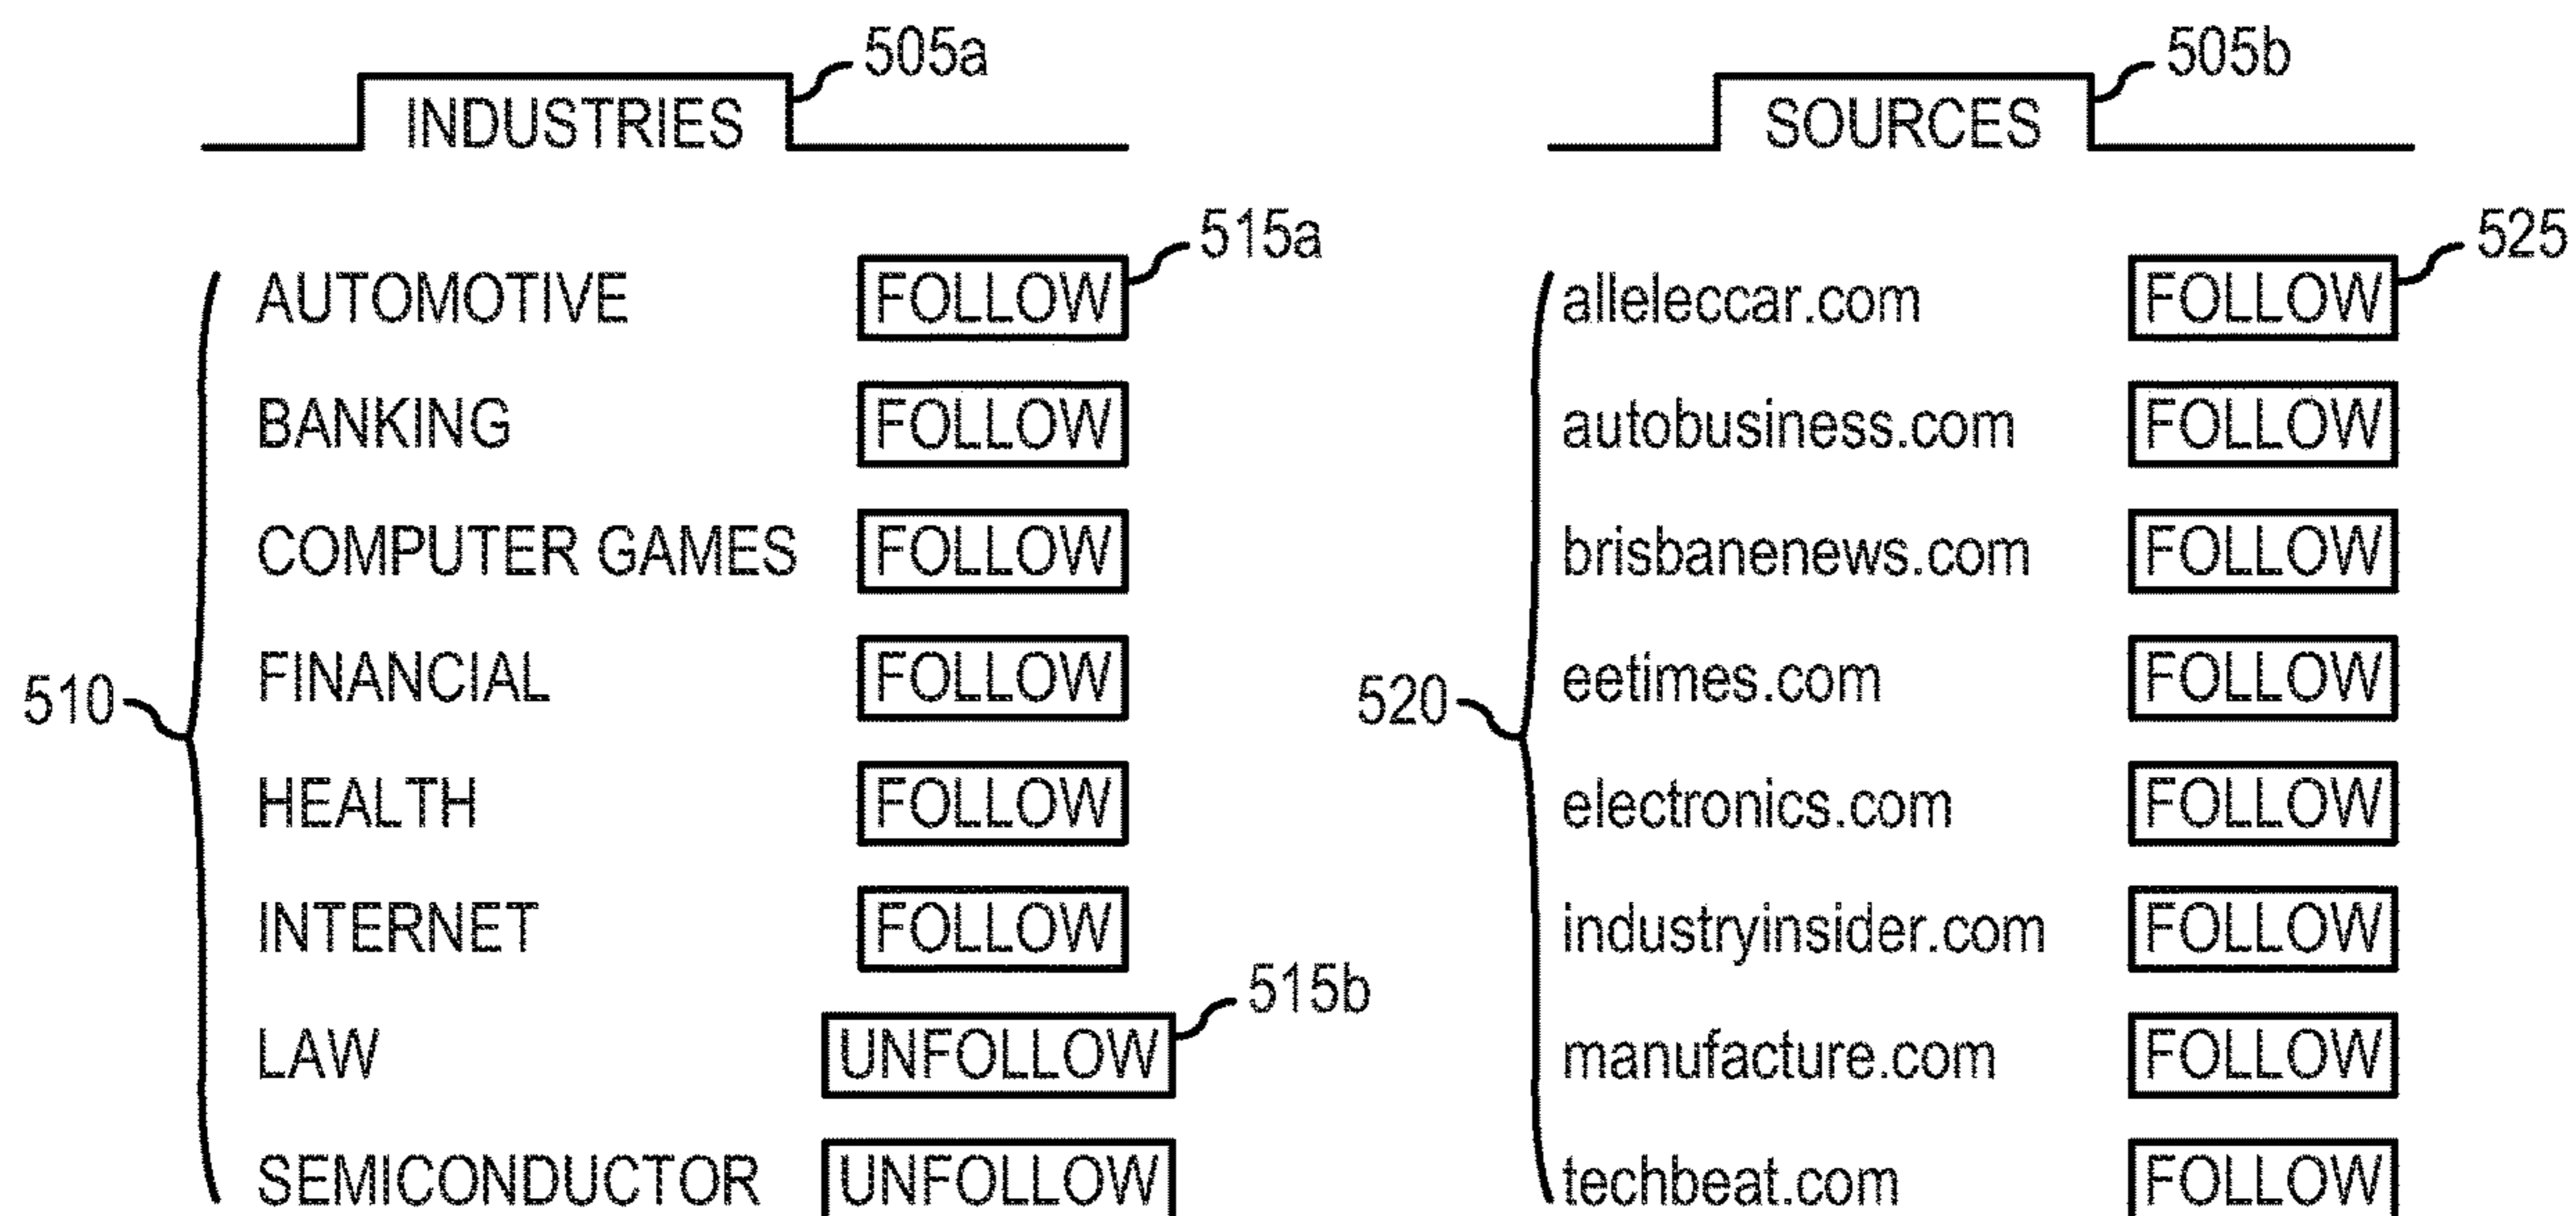 505a
INDUSTRIES
505b
SOURCES
515a
AUTOMOTIVE FOLLOW
BANKING FOLLOW
COMPUTER GAMES FOLLOW
FINANCIAL FOLLOW
510
HEALTH FOLLOW
INTERNET FOLLOW
515b
LAW UNFOLLOW
SEMICONDUCTOR UNFOLLOW
525
alleleccar.com FOLLOW
autobusiness.com FOLLOW
brisbanenews.com FOLLOW
eetimes.com FOLLOW
520
electronics.com FOLLOW
industryinsider.com FOLLOW
manufacture.com FOLLOW
techbeat.com FOLLOW